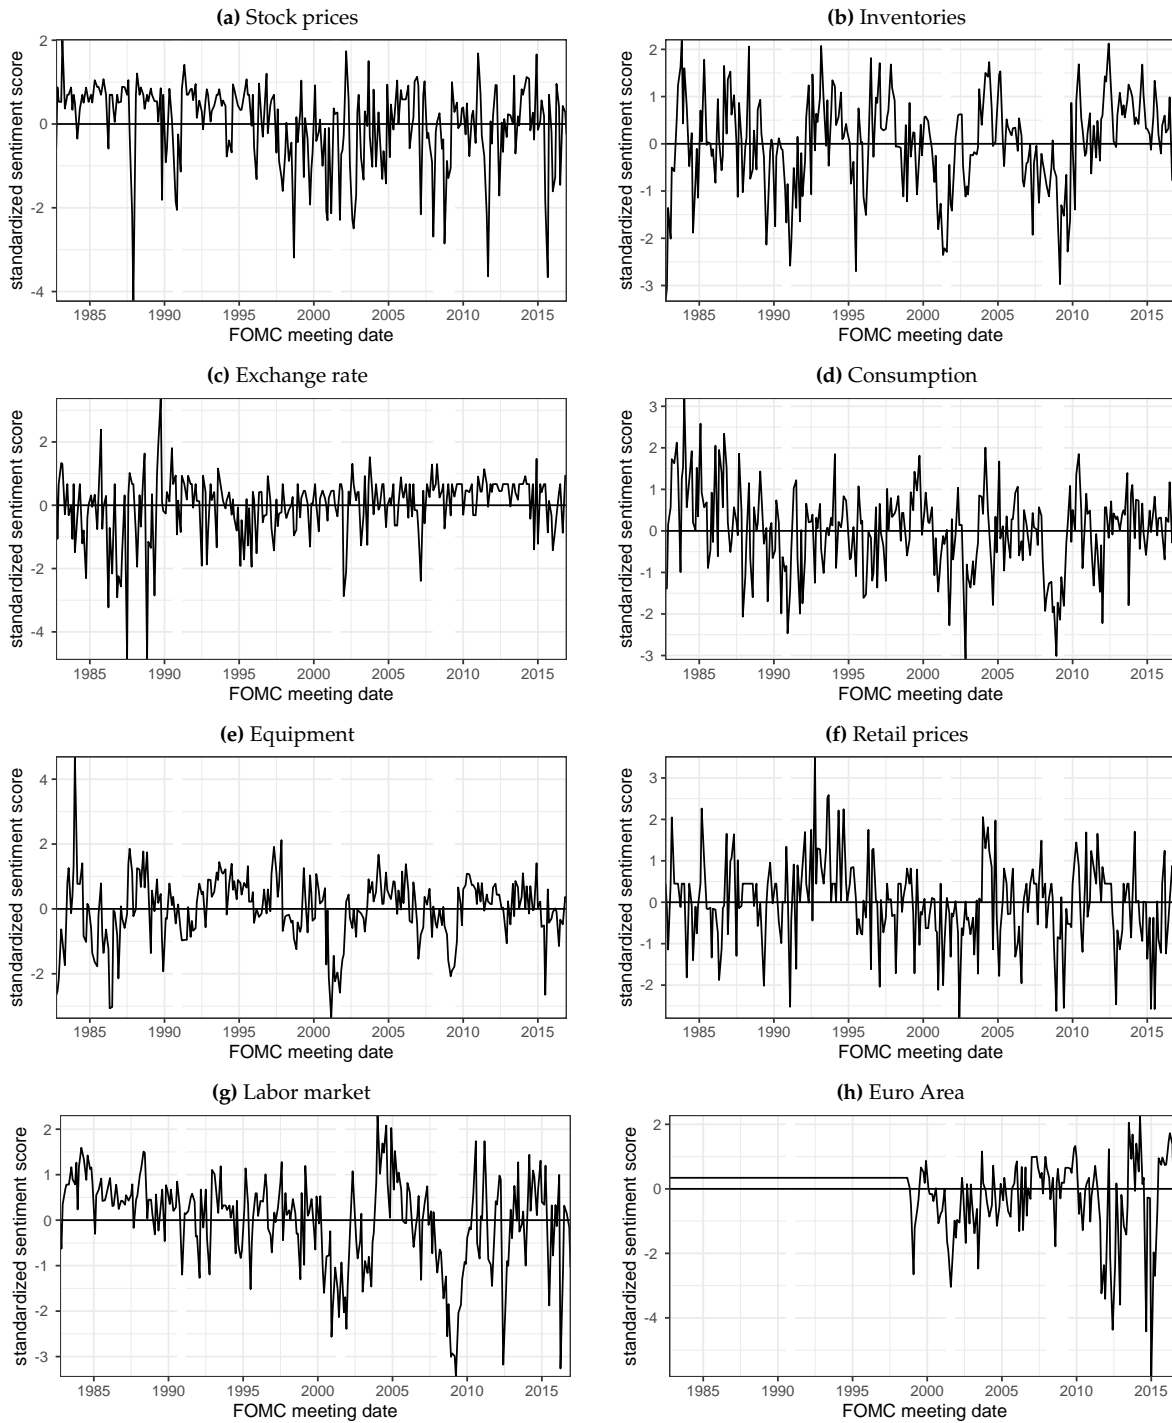 (a) Stock prices
standardized sentiment score
2
0
-2
-4
1985 1990 1995 2000 2005 2010 2015
FOMC meeting date
(b) Inventories
standardized sentiment score
2
1
0
-1
-2
-3
1985 1990 1995 2000 2005 2010 2015
FOMC meeting date
(c) Exchange rate
standardized sentiment score
2
0
-2
-4
1985 1990 1995 2000 2005 2010 2015
FOMC meeting date
(d) Consumption
standardized sentiment score
3
2
1
0
-1
-2
-3
1985 1990 1995 2000 2005 2010 2015
FOMC meeting date
(e) Equipment
standardized sentiment score
4
2
0
-2
1985 1990 1995 2000 2005 2010 2015
FOMC meeting date
(f) Retail prices
standardized sentiment score
3
2
1
0
-1
-2
1985 1990 1995 2000 2005 2010 2015
FOMC meeting date
(g) Labor market
standardized sentiment score
2
1
0
-1
-2
-3
1985 1990 1995 2000 2005 2010 2015
FOMC meeting date
(h) Euro Area
standardized sentiment score
2
0
-2
-4
1985 1990 1995 2000 2005 2010 2015
FOMC meeting date